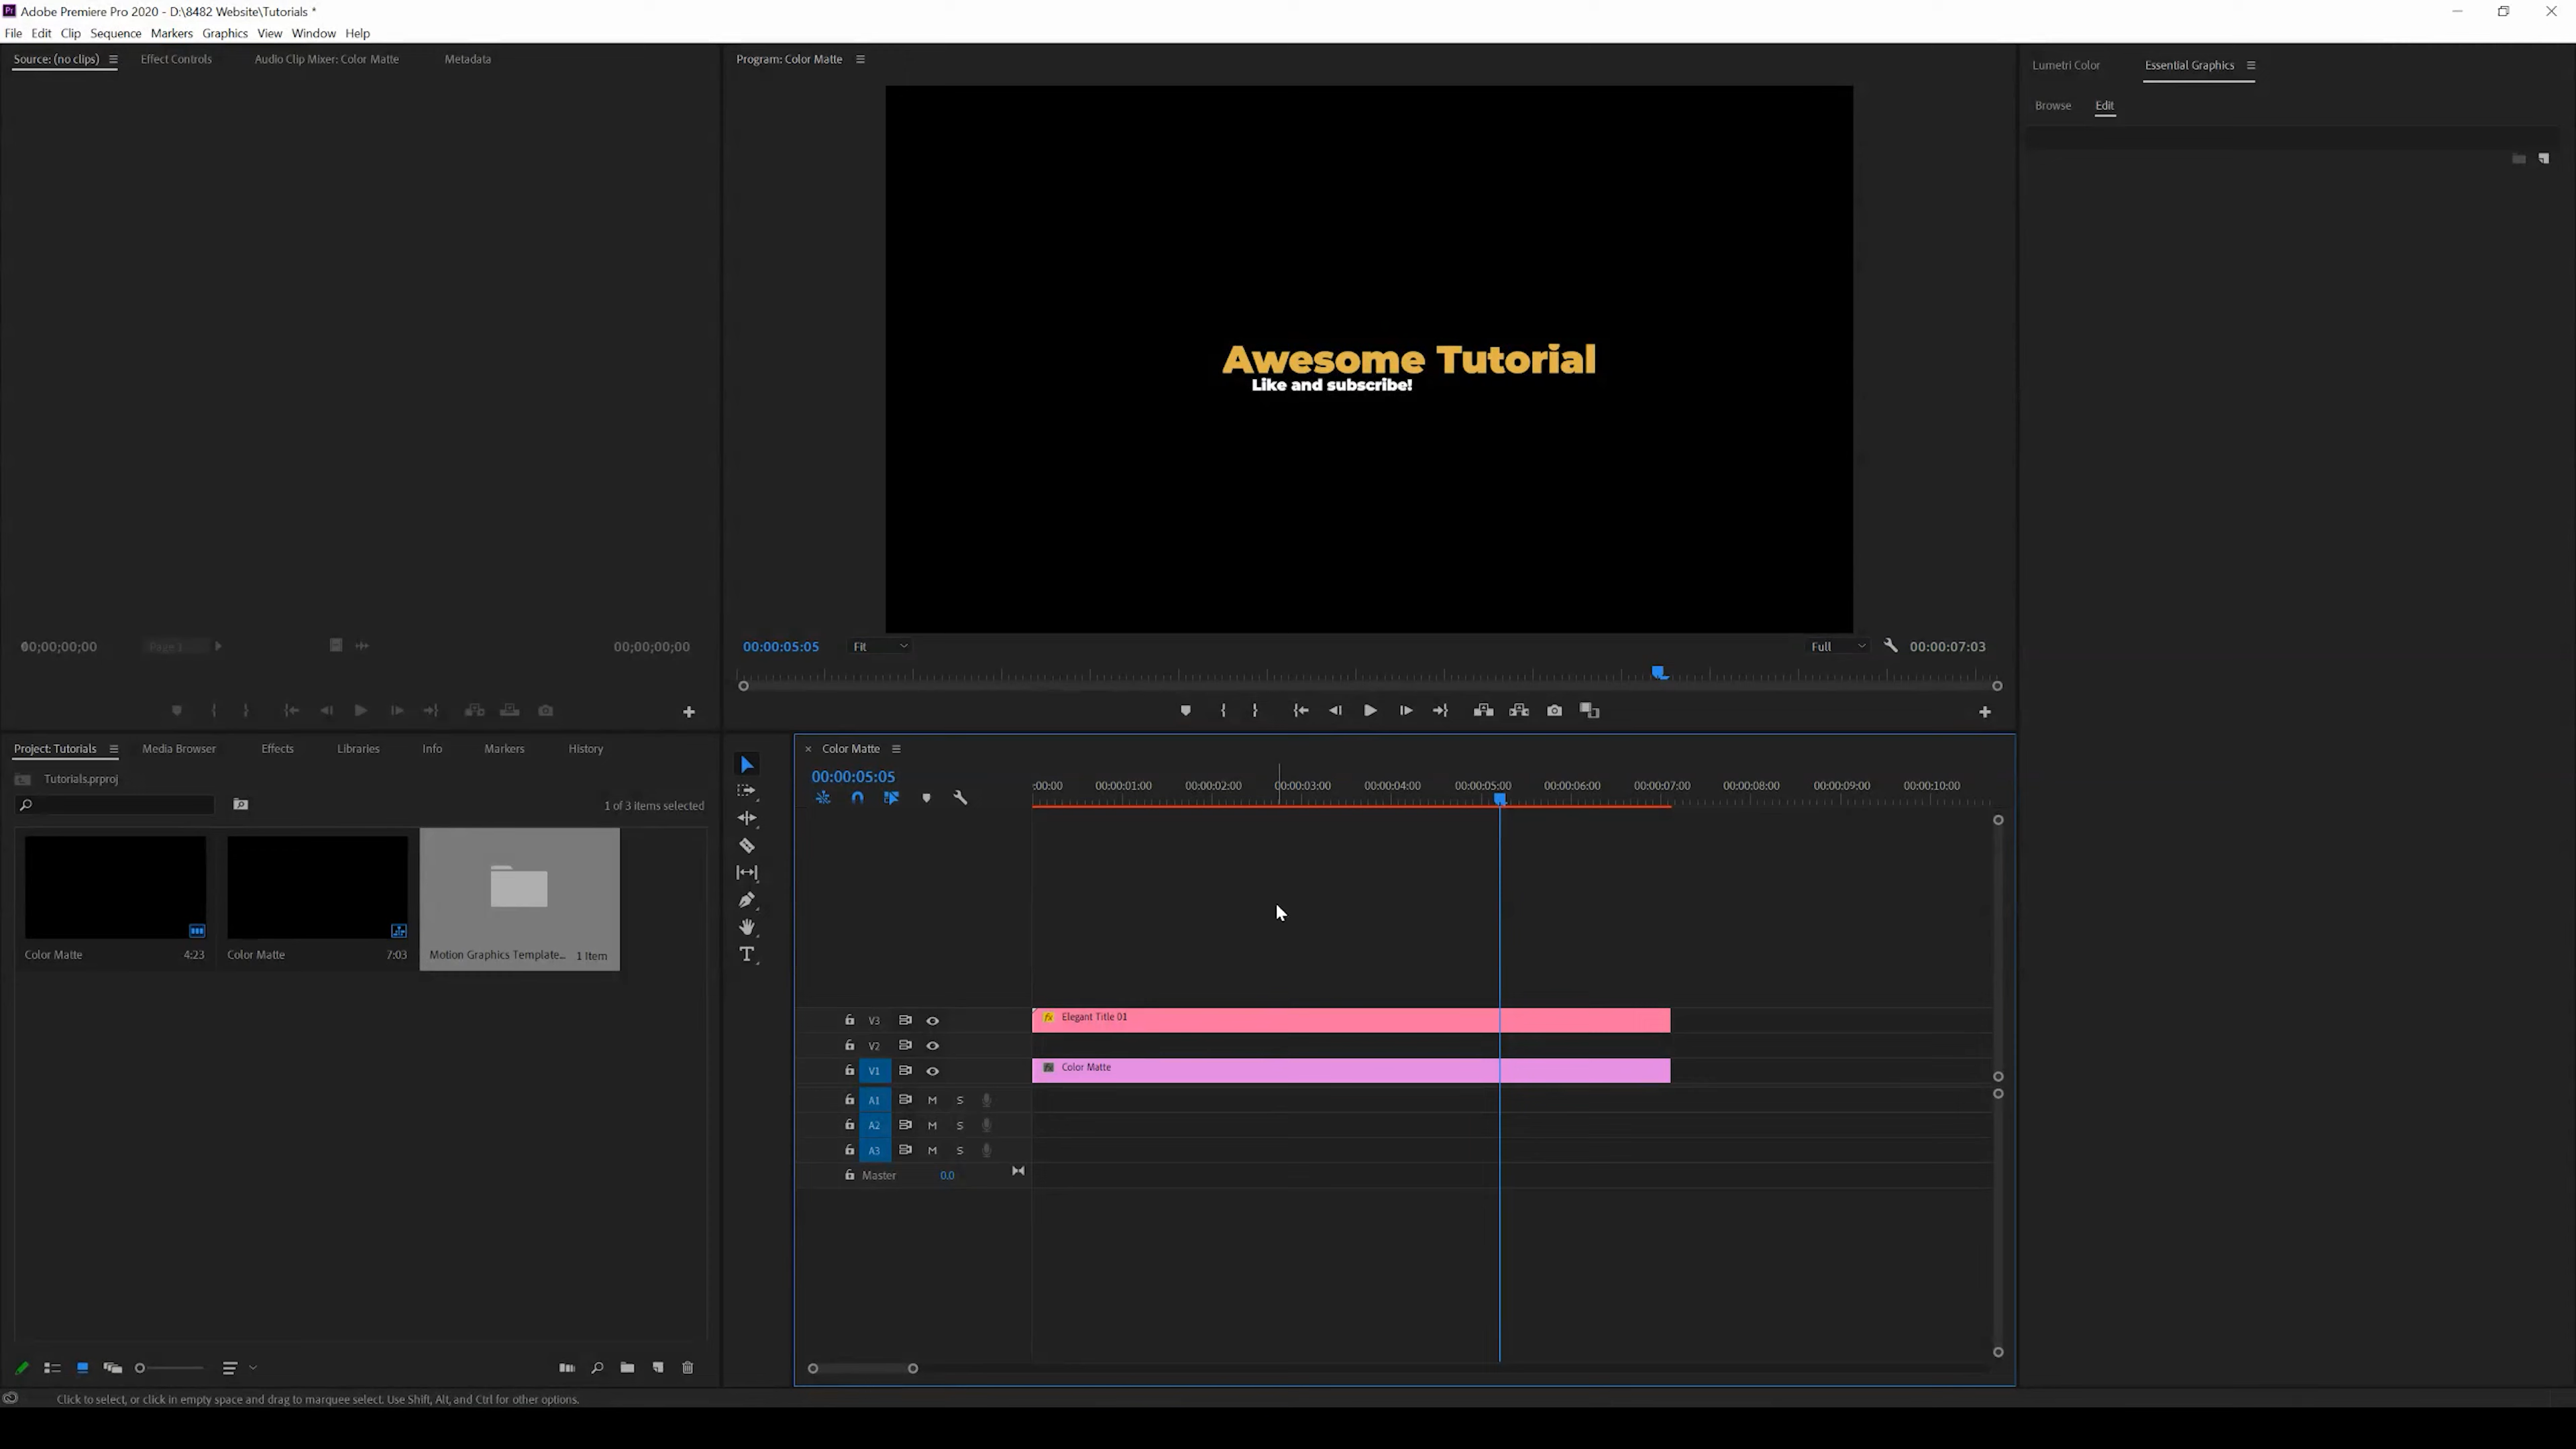 Adobe Premiere Pro 2020 - D:\8482 Website\Tutorials *
File Edit Clip Sequence Markers Graphics View Window Help
Source: (no clips) Effect Controls Audio Clip Mixer: Color Matte Metadata
Program: Color Matte
Lumetri Color Essential Graphics
Browse Edit
Awesome Tutorial
Like and subscribe!
00;00;00;00 Page 1 00;00;00;00
00:00:05:05 Fit Full 00:00:07:03
Project: Tutorials Media Browser Effects Libraries Info Markers History
Tutorials.prproj
1 of 3 items selected
Color Matte 4:23 Color Matte 7:03 Motion Graphics Template... 1 Item
Color Matte
00:00:05:05
:00:00 00:00:01:00 00:00:02:00 00:00:03:00 00:00:04:00 00:00:05:00 00:00:06:00 00:00:07:00 00:00:08:00 00:00:09:00 00:00:10:00
V3 fx Elegant Title 01
V2
V1 fx Color Matte
A1 M S
A2 M S
A3 M S
Master 0.0
Click to select, or click in empty space and drag to marquee select. Use Shift, Alt, and Ctrl for other options.